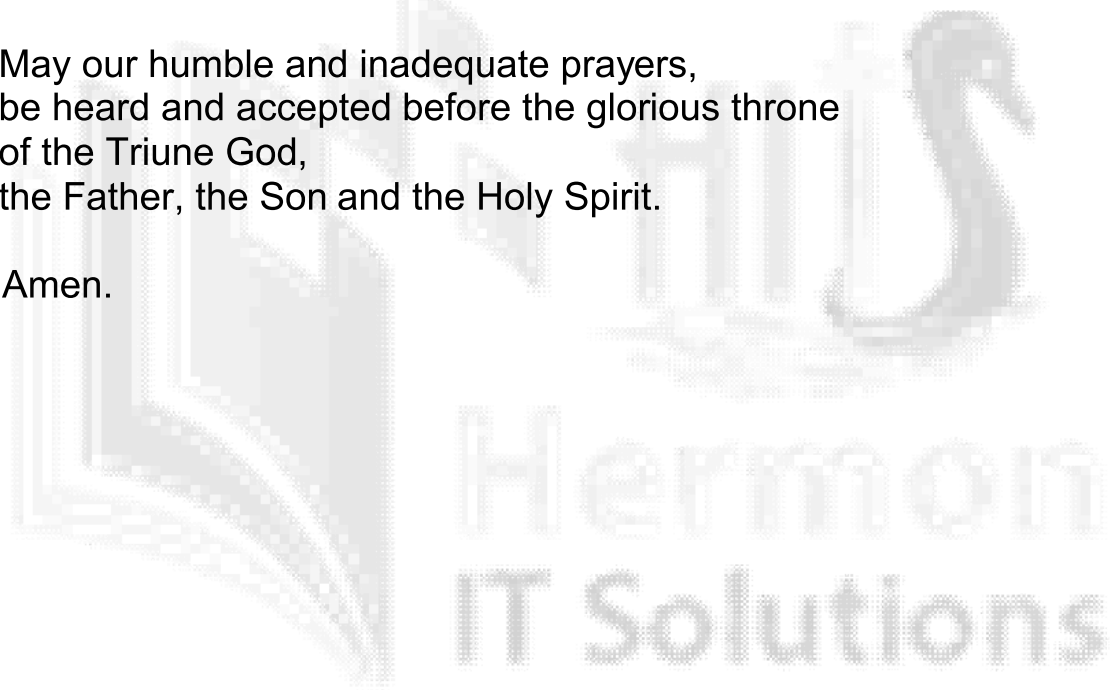 May our humble and inadequate prayers,
be heard and accepted before the glorious throne
of the Triune God,
the Father, the Son and the Holy Spirit.
Amen.
HITS
Hermon
IT Solutions